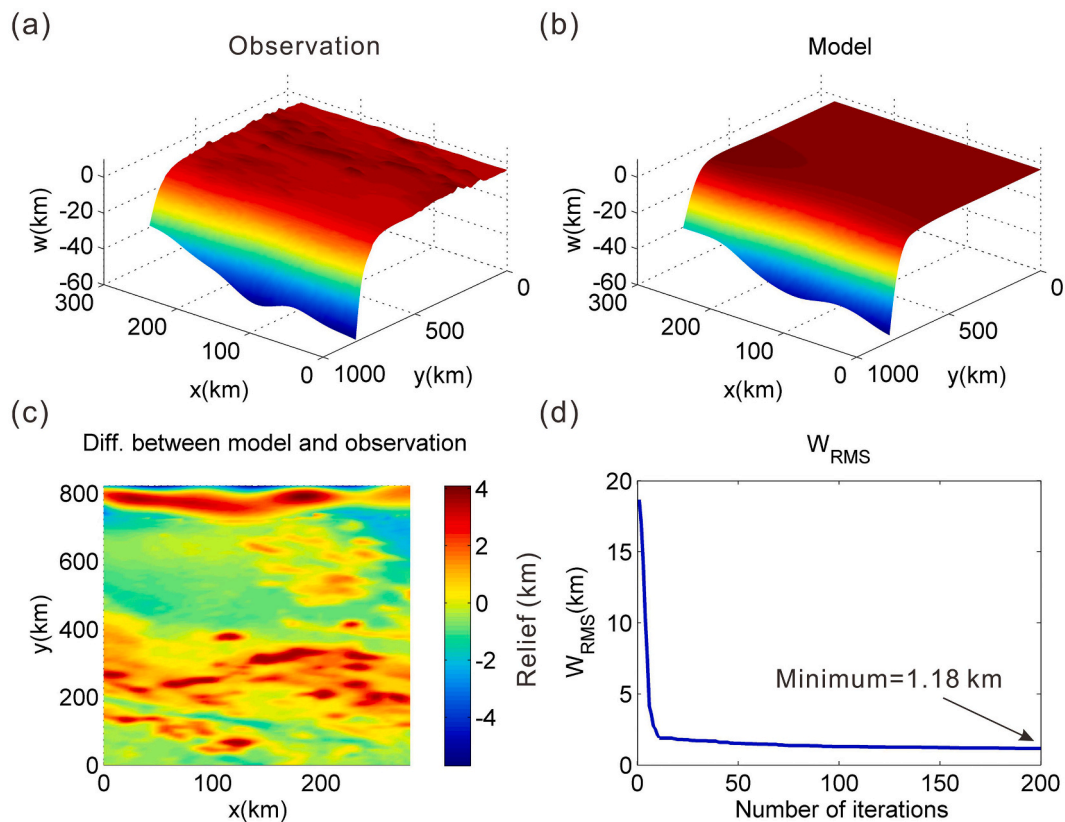 (a)
Observation
0
-20
-40
-60
w(km)
300
200
100
0
x(km)
1000
500
0
y(km)
(b)
Model
0
-20
-40
-60
w(km)
300
200
100
0
x(km)
1000
500
0
y(km)
(c)
Diff. between model and observation
800
600
400
200
0
y(km)
0
100
200
x(km)
4
2
0
-2
-4
Relief (km)
(d)
W_RMS
20
15
10
5
0
W_RMS(km)
Minimum=1.18 km
0
50
100
150
200
Number of iterations